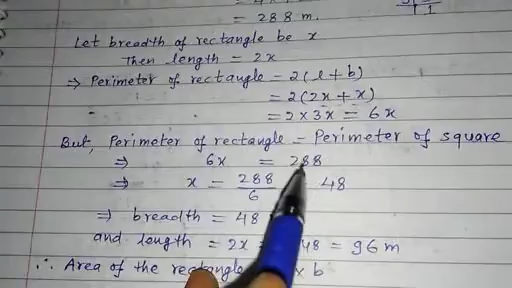 = 288 m.
Let breadth of rectangle be x
Then length = 2x
⇒ Perimeter of rectangle = 2(l+b)
= 2(2x+x)
= 2×3x = 6x
But, Perimeter of rectangle = Perimeter of square
⇒ 6x = 288
⇒ x = 288/6 48
⇒ breadth = 48
and length = 2x = 48 = 96 m
∴ Area of the rectangle × b